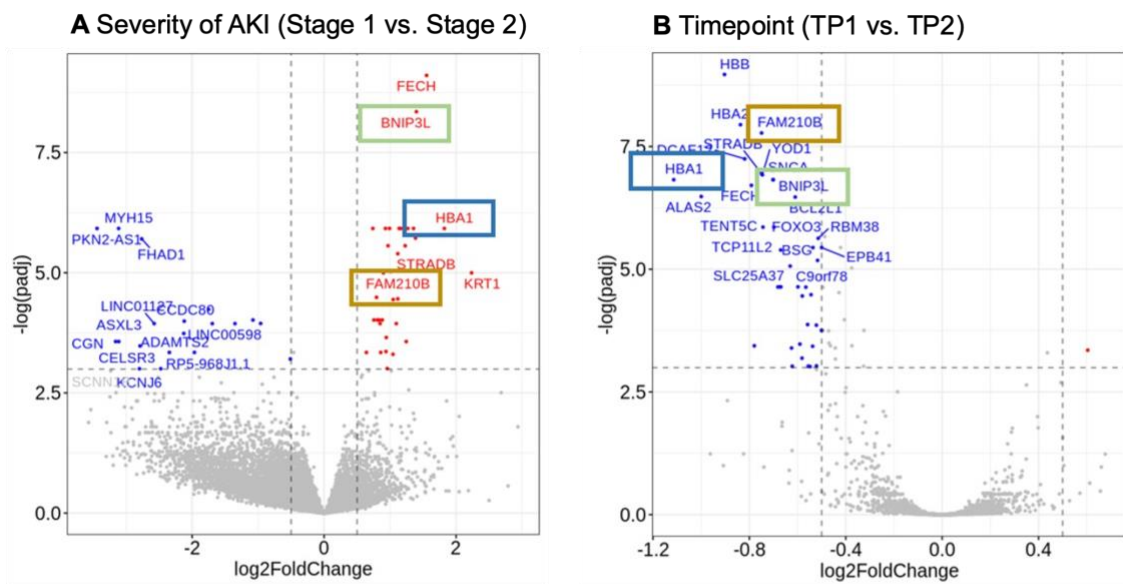 A Severity of AKI (Stage 1 vs. Stage 2)
FECH
BNIP3L
7.5
MYH15
HBA1
PKN2-AS1
FHAD1
STRADB
5.0
KRT1
FAM210B
LINC01127
CCDC80
ASXL3
LINC00598
CGN
ADAMTS2
CELSR3
RP5-968J1.1
KCNJ6
2.5
0.0
-log(padj)
-2
0
2
log2FoldChange
B Timepoint (TP1 vs. TP2)
HBB
HBA2
FAM210B
7.5
STRADB
YOD1
SNCA
HBA1
BNIP3L
FECH
ALAS2
BCL2L1
TENT5C
FOXO3
RBM38
TCP11L2
BSG
EPB41
5.0
SLC25A37
C9orf78
2.5
0.0
-log(padj)
-1.2
-0.8
-0.4
0.0
0.4
log2FoldChange